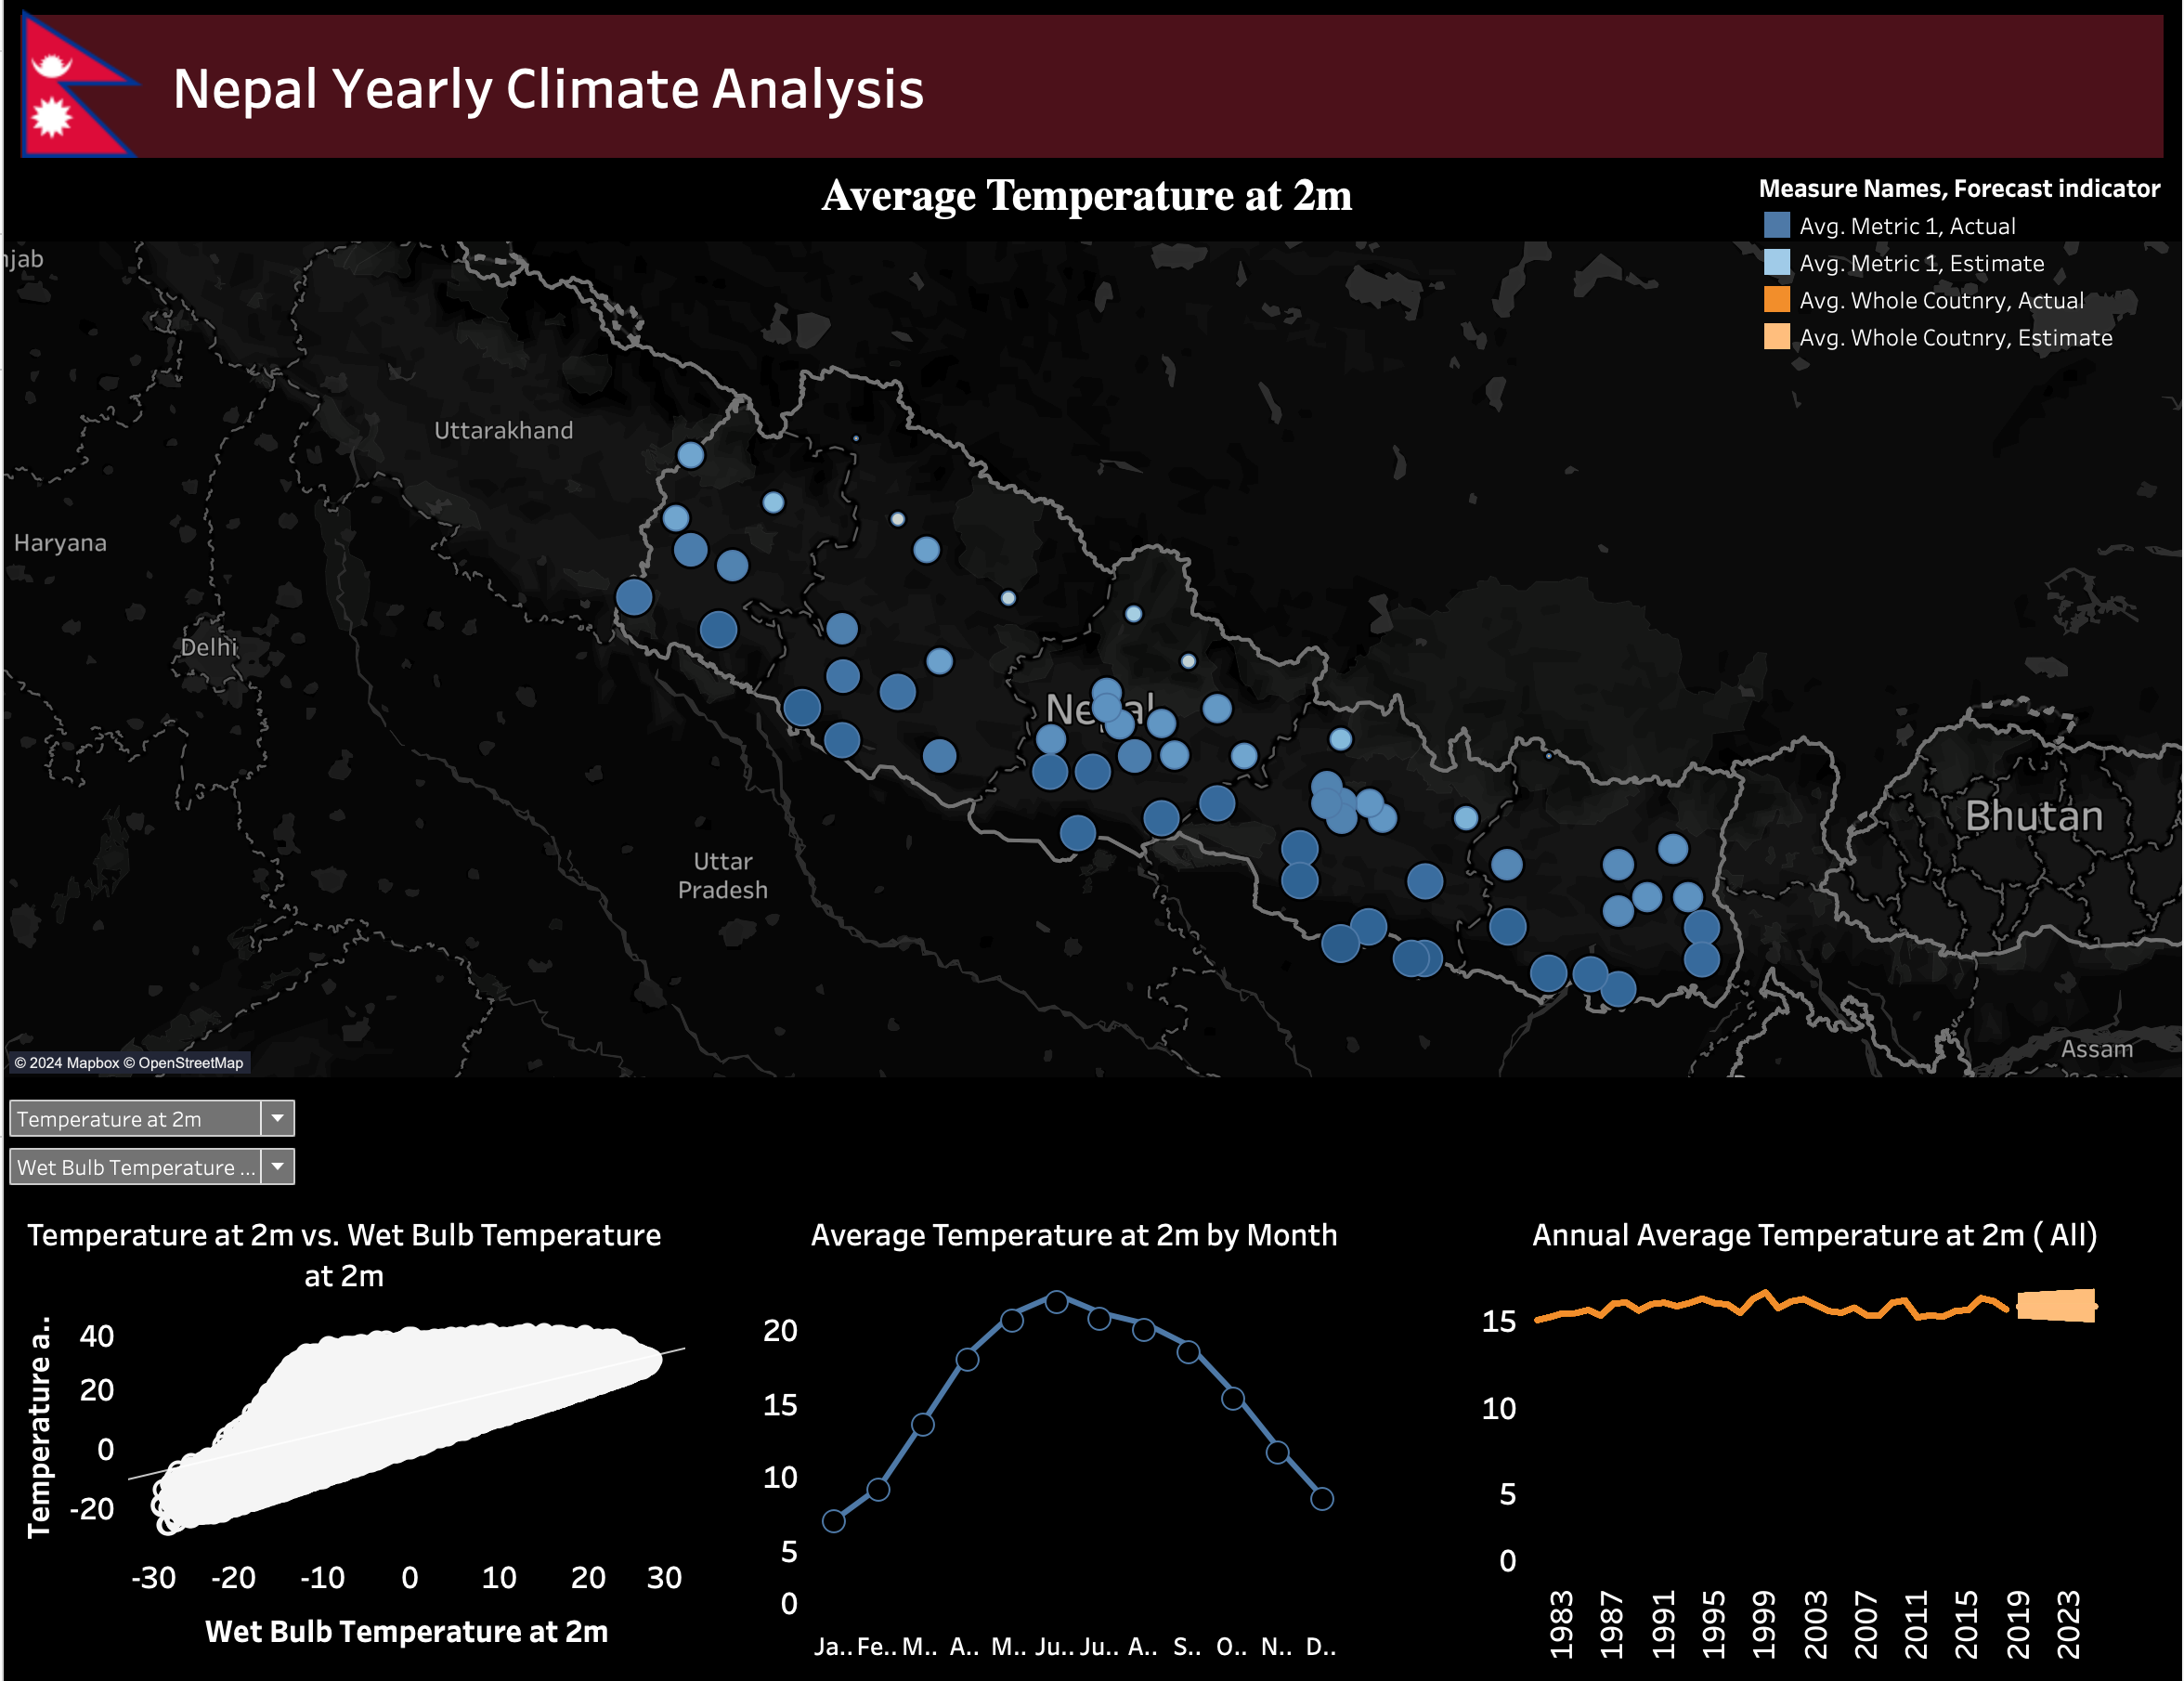 Nepal Yearly Climate Analysis
Average Temperature at 2m
Measure Names, Forecast indicator
Avg. Metric 1, Actual
Avg. Metric 1, Estimate
Avg. Whole Coutnry, Actual
Avg. Whole Coutnry, Estimate
njab
Uttarakhand
Haryana
Delhi
Nepal
Bhutan
Uttar
Pradesh
Assam
© 2024 Mapbox © OpenStreetMap
Temperature at 2m
Wet Bulb Temperature ...
Temperature at 2m vs. Wet Bulb Temperature
at 2m
Temperature a..
40
20
0
-20
-30 -20 -10 0 10 20 30
Wet Bulb Temperature at 2m
Average Temperature at 2m by Month
20
15
10
5
0
Ja.. Fe.. M.. A.. M.. Ju.. Ju.. A.. S.. O.. N.. D..
Annual Average Temperature at 2m ( All)
15
10
5
0
1983 1987 1991 1995 1999 2003 2007 2011 2015 2019 2023